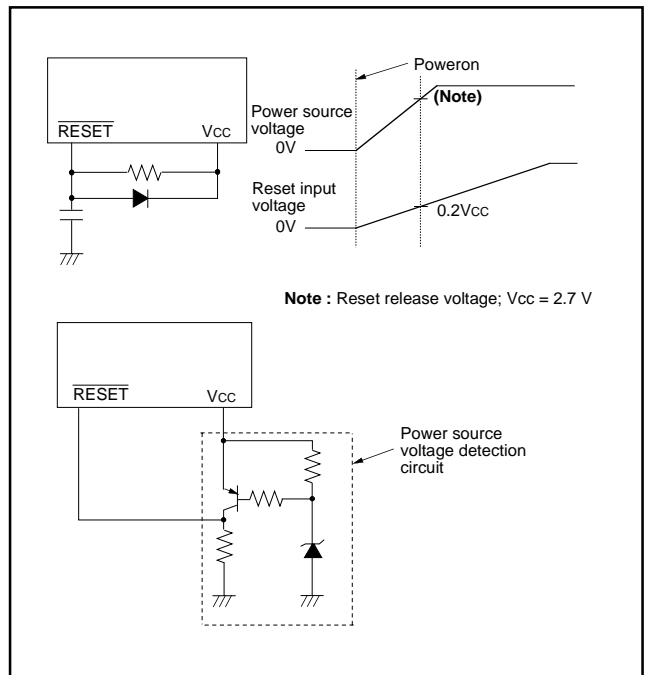 Poweron
(Note)
Power source
voltage
0V
RESET VCC
Reset input
voltage
0V
0.2VCC
Note : Reset release voltage; Vcc = 2.7 V
RESET VCC
Power source
voltage detection
circuit